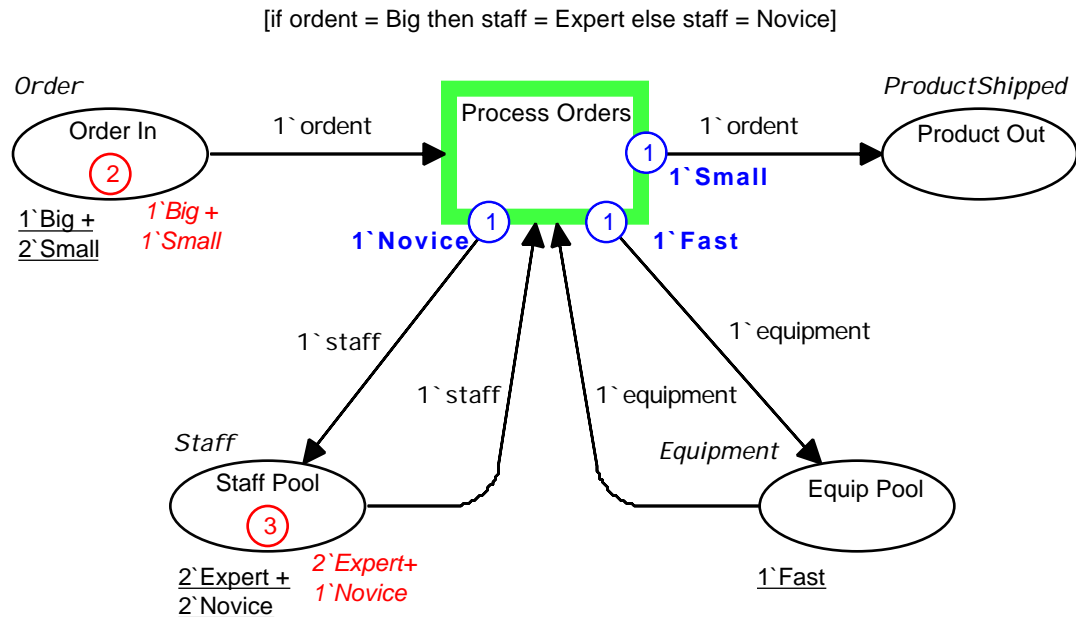 [if ordent = Big then staff = Expert else staff = Novice]
Order
ProductShipped
Order In
2
1`ordent
Process Orders
1
1`ordent
Product Out
1`Small
1`Big +
2`Small
1`Big +
1`Small
1`Novice
1
1
1`Fast
1`staff
1`equipment
1`staff
1`equipment
Staff
Equipment
Staff Pool
3
Equip Pool
2`Expert +
2`Novice
2`Expert+
1`Novice
1`Fast